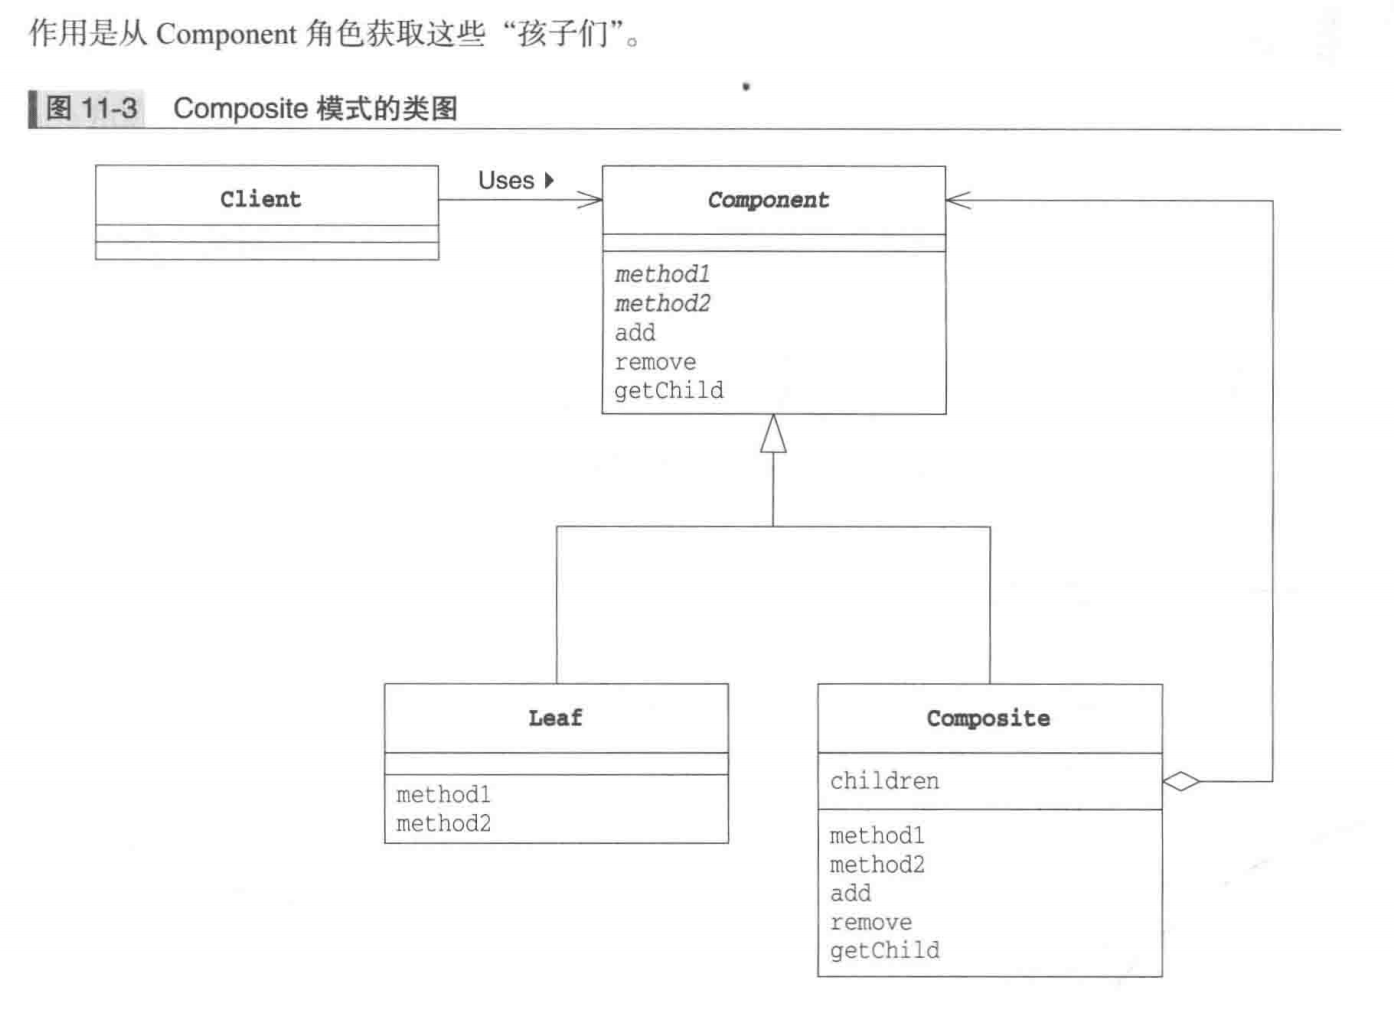 作用是从 Component 角色获取这些“孩子们”。
图 11-3 Composite 模式的类图
Client
Uses
Component
method1
method2
add
remove
getChild
Leaf
method1
method2
Composite
children
method1
method2
add
remove
getChild